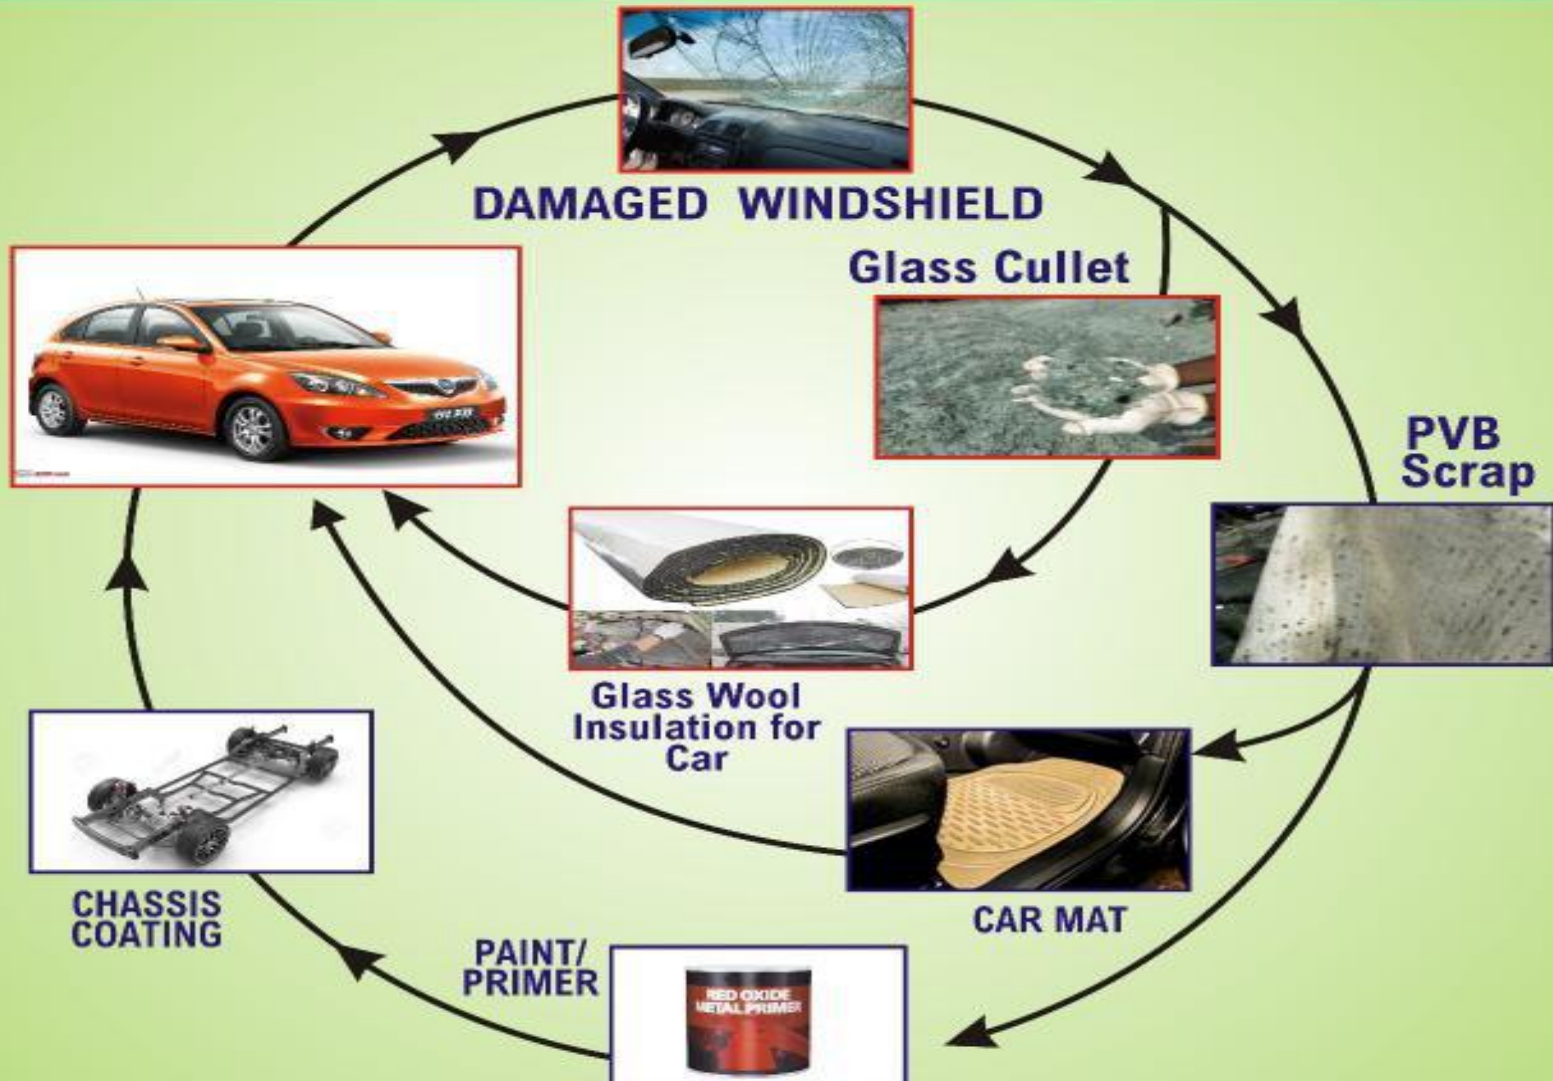 DAMAGED WINDSHIELD
Glass Cullet
PVB
Scrap
Glass Wool
Insulation for
Car
CAR MAT
CHASSIS
COATING
PAINT/
PRIMER
RED OXIDE
METAL PRIMER